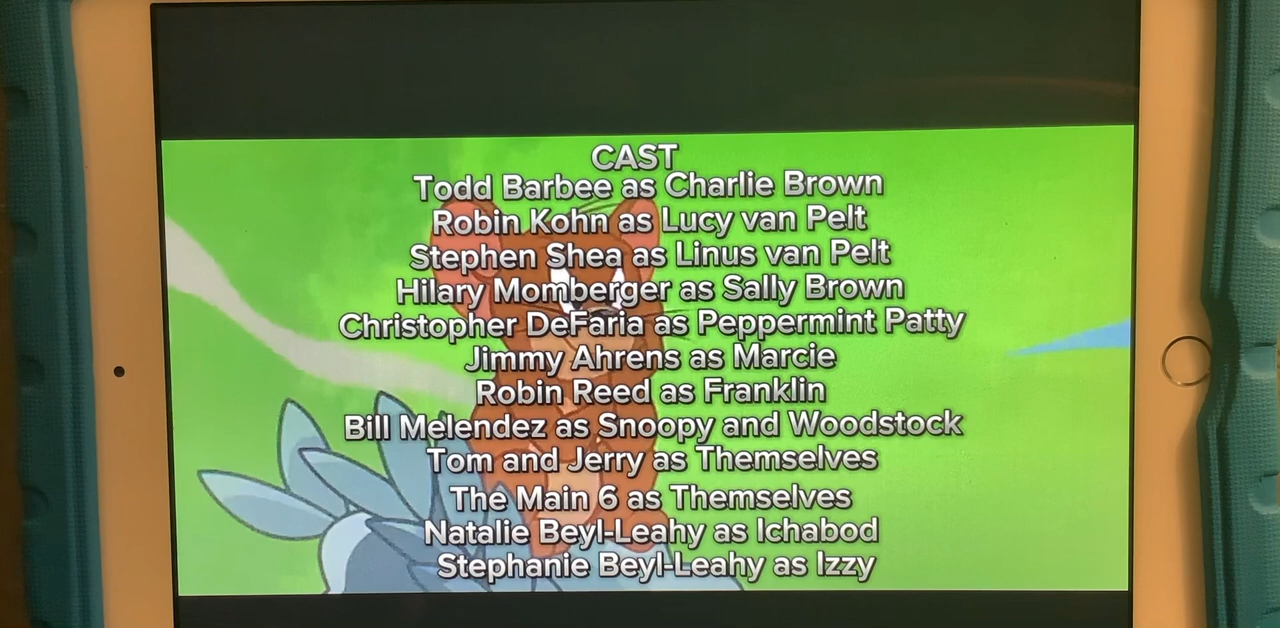 CAST
Todd Barbee as Charlie Brown
Robin Kohn as Lucy van Pelt
Stephen Shea as Linus van Pelt
Hilary Momberger as Sally Brown
Christopher DeFaria as Peppermint Patty
Jimmy Ahrens as Marcie
Robin Reed as Franklin
Bill Melendez as Snoopy and Woodstock
Tom and Jerry as Themselves
The Main 6 as Themselves
Natalie Beyl-Leahy as Ichabod
Stephanie Beyl-Leahy as Izzy